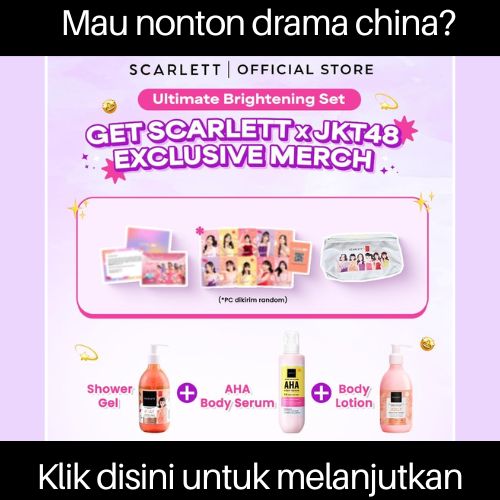 Mau nonton drama china?
SCARLETT | OFFICIAL STORE
Ultimate Brightening Set
GET SCARLETT x JKT48
EXCLUSIVE MERCH
(*PC dikirim random)
Shower
Gel
+
AHA
Body Serum
+
Body
Lotion
AHA
Klik disini untuk melanjutkan